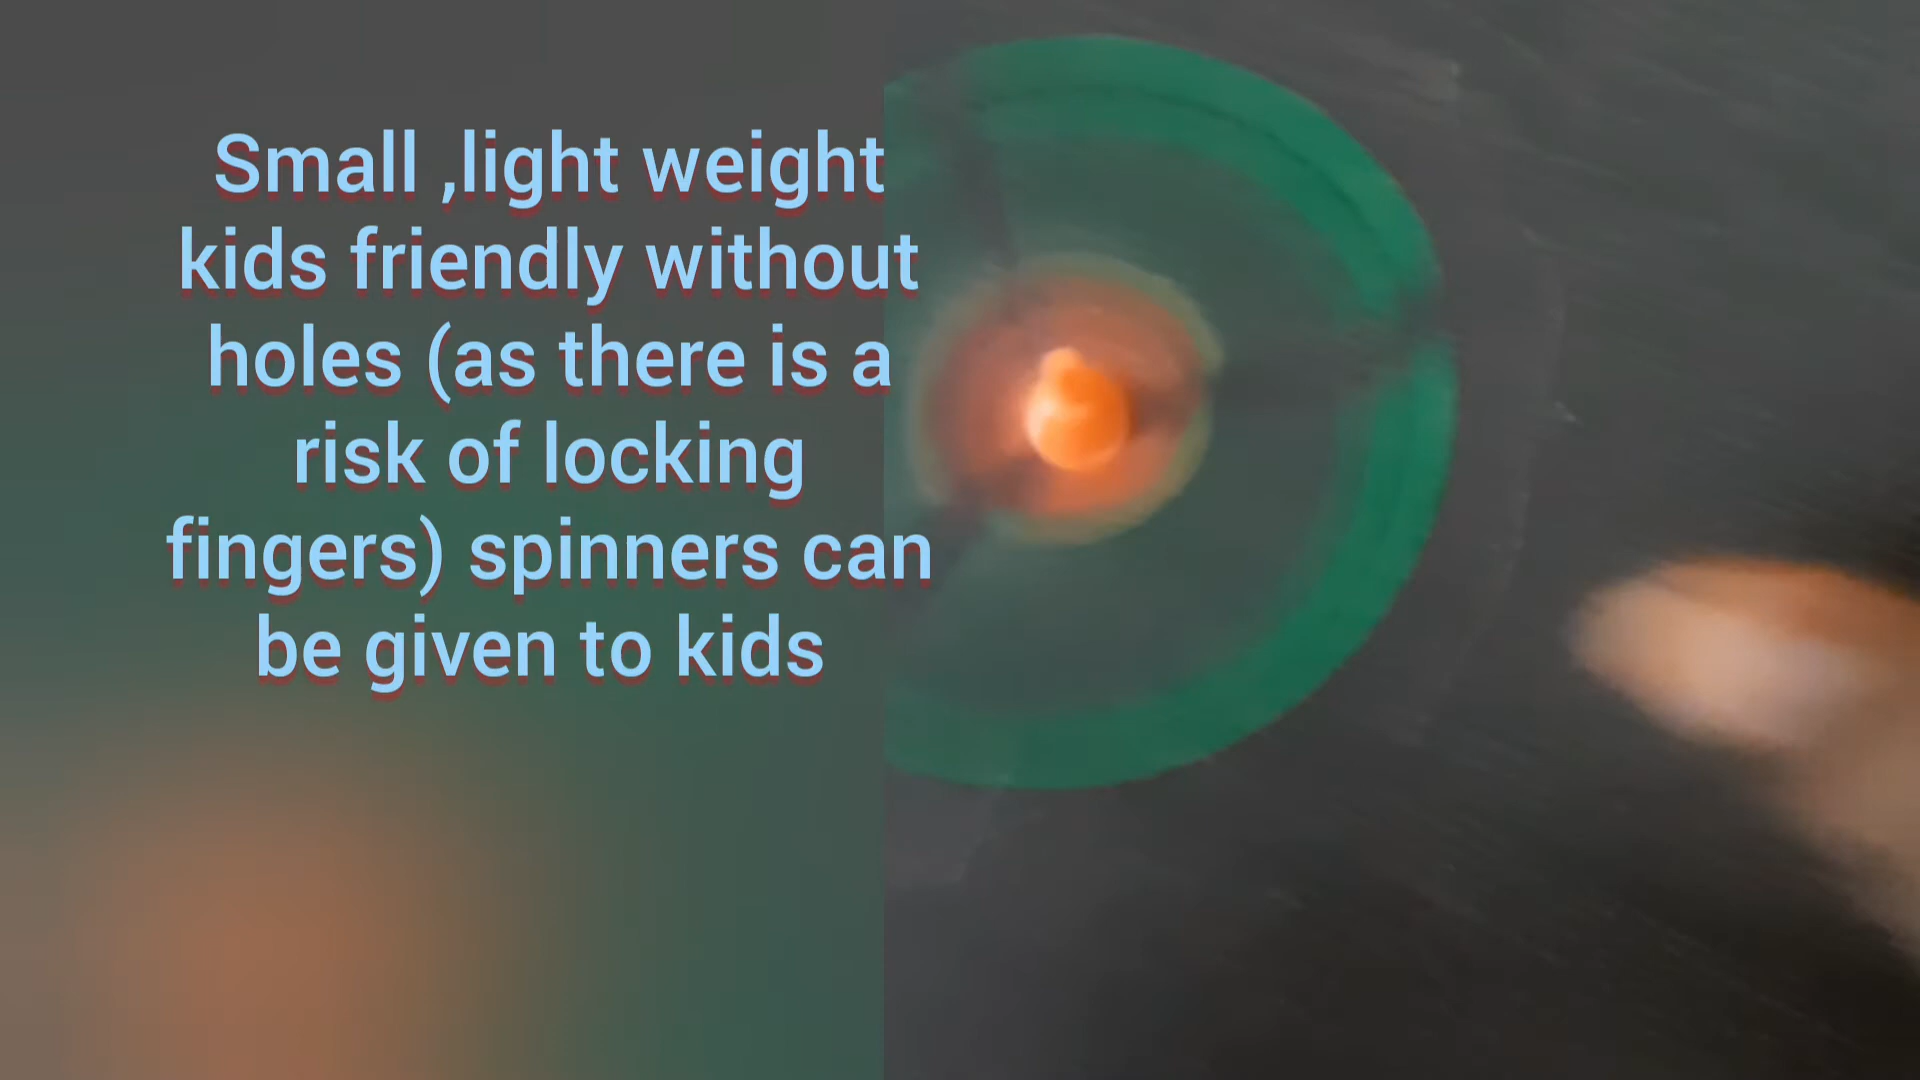 Small ,light weight
kids friendly without
holes (as there is a
risk of locking
fingers) spinners can
be given to kids